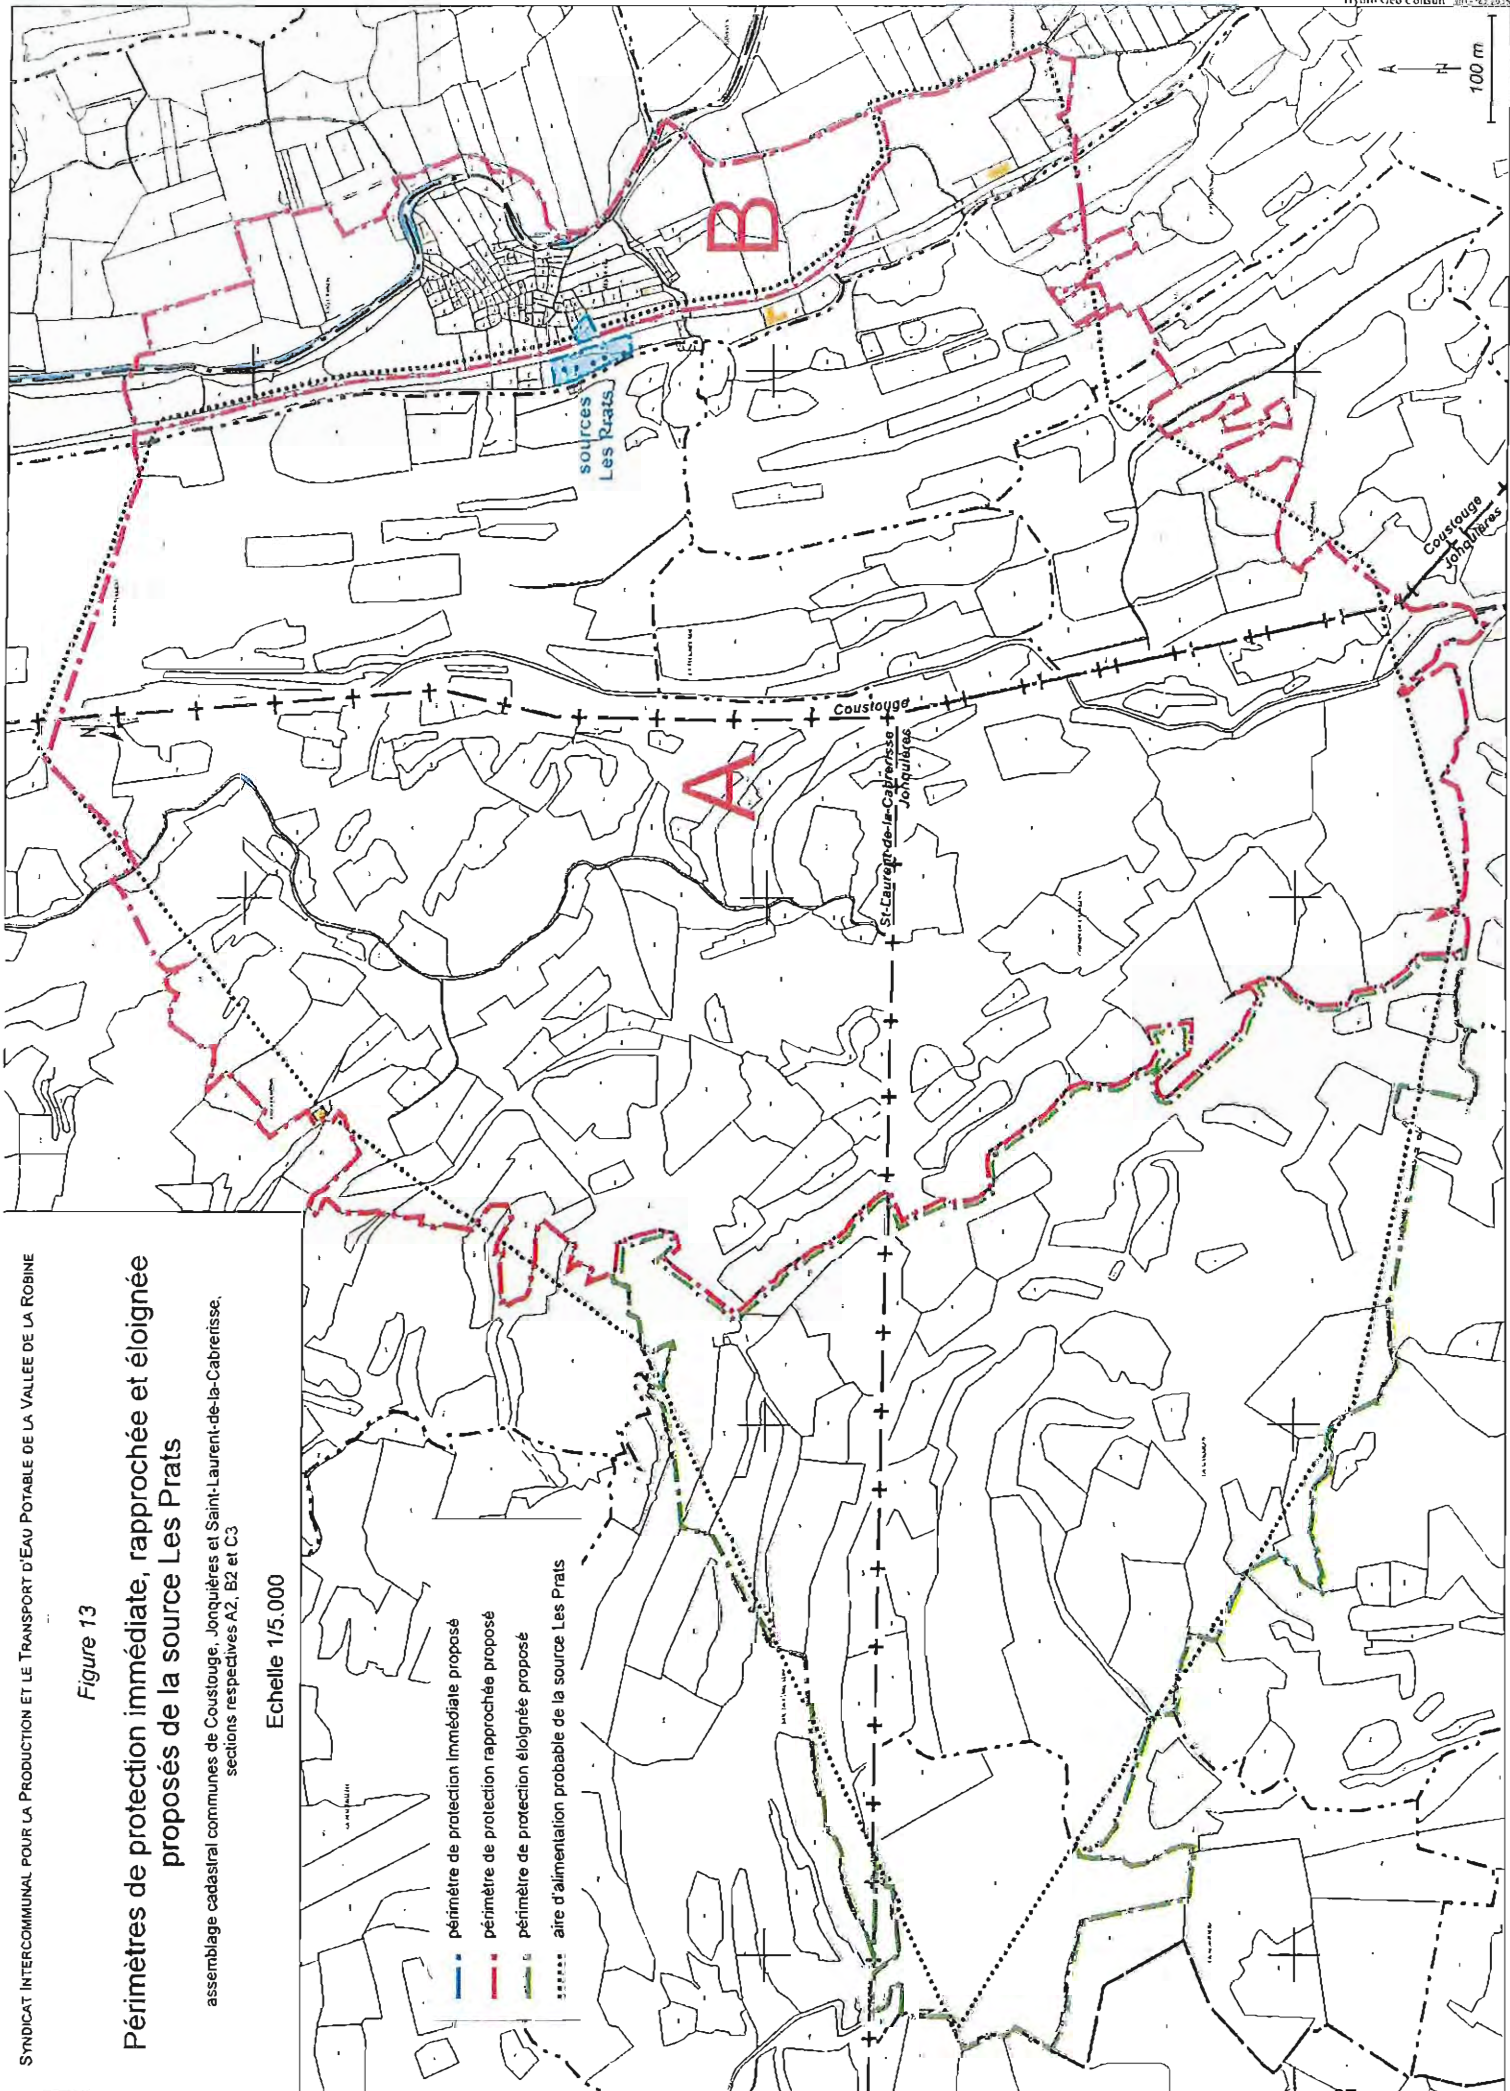 SYNDICAT INTERCOMMUNAL POUR LA PRODUCTION ET LE TRANSPORT D'EAU POTABLE DE LA VALLEE DE LA ROBINE
Figure 13
Périmètres de protection immédiate, rapprochée et éloignée
proposés de la source Les Prats
assemblage cadastral communes de Coustouge, Jonquières et Saint-Laurent-de-la-Cabrerisse,
sections respectives A2, B2 et C3
Echelle 1/5.000
périmètre de protection immédiate proposé
périmètre de protection rapprochée proposé
périmètre de protection éloignée proposé
aire d'alimentation probable de la source Les Prats
A
B
sources
Les Prats
Coustouge
St-Laurent-de-la-Cabrerisse
Jonquières
Coustouge
Jonquières
N
100 m